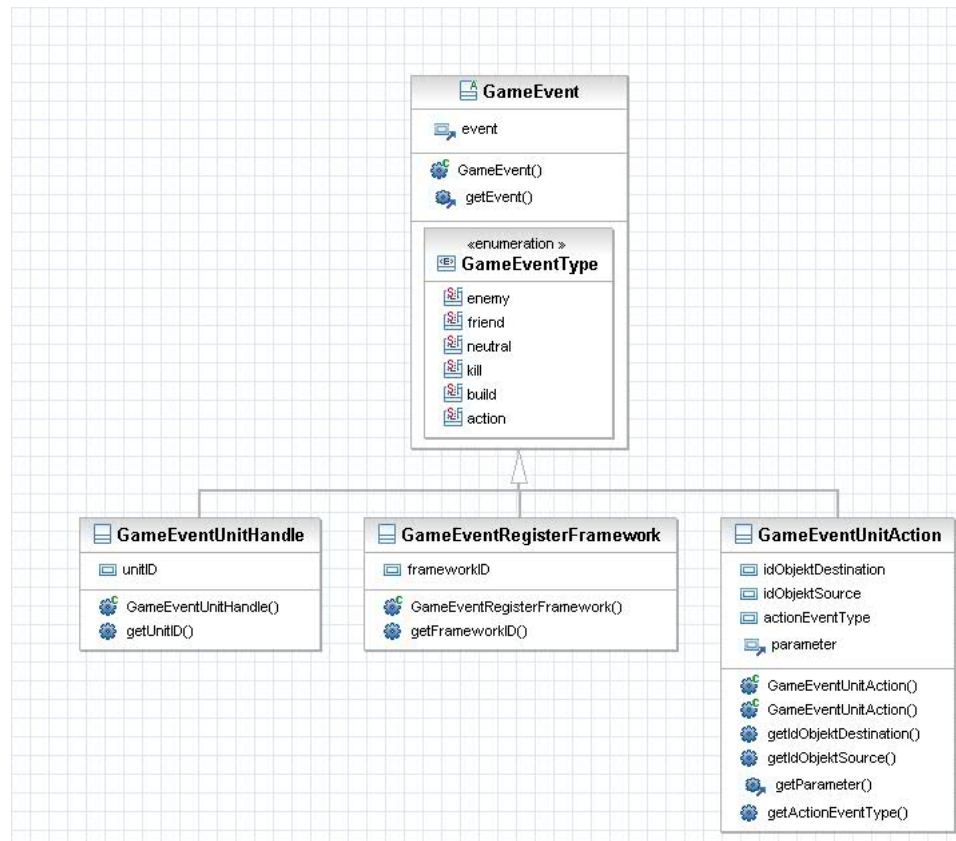 GameEvent
event
GameEvent()
getEvent()
«enumeration »
GameEventType
enemy
friend
neutral
kill
build
action
GameEventUnitHandle
unitID
GameEventUnitHandle()
getUnitID()
GameEventRegisterFramework
frameworkID
GameEventRegisterFramework()
getFrameworkID()
GameEventUnitAction
idObjektDestination
idObjektSource
actionEventType
parameter
GameEventUnitAction()
GameEventUnitAction()
getIdObjektDestination()
getIdObjektSource()
getParameter()
getActionEventType()